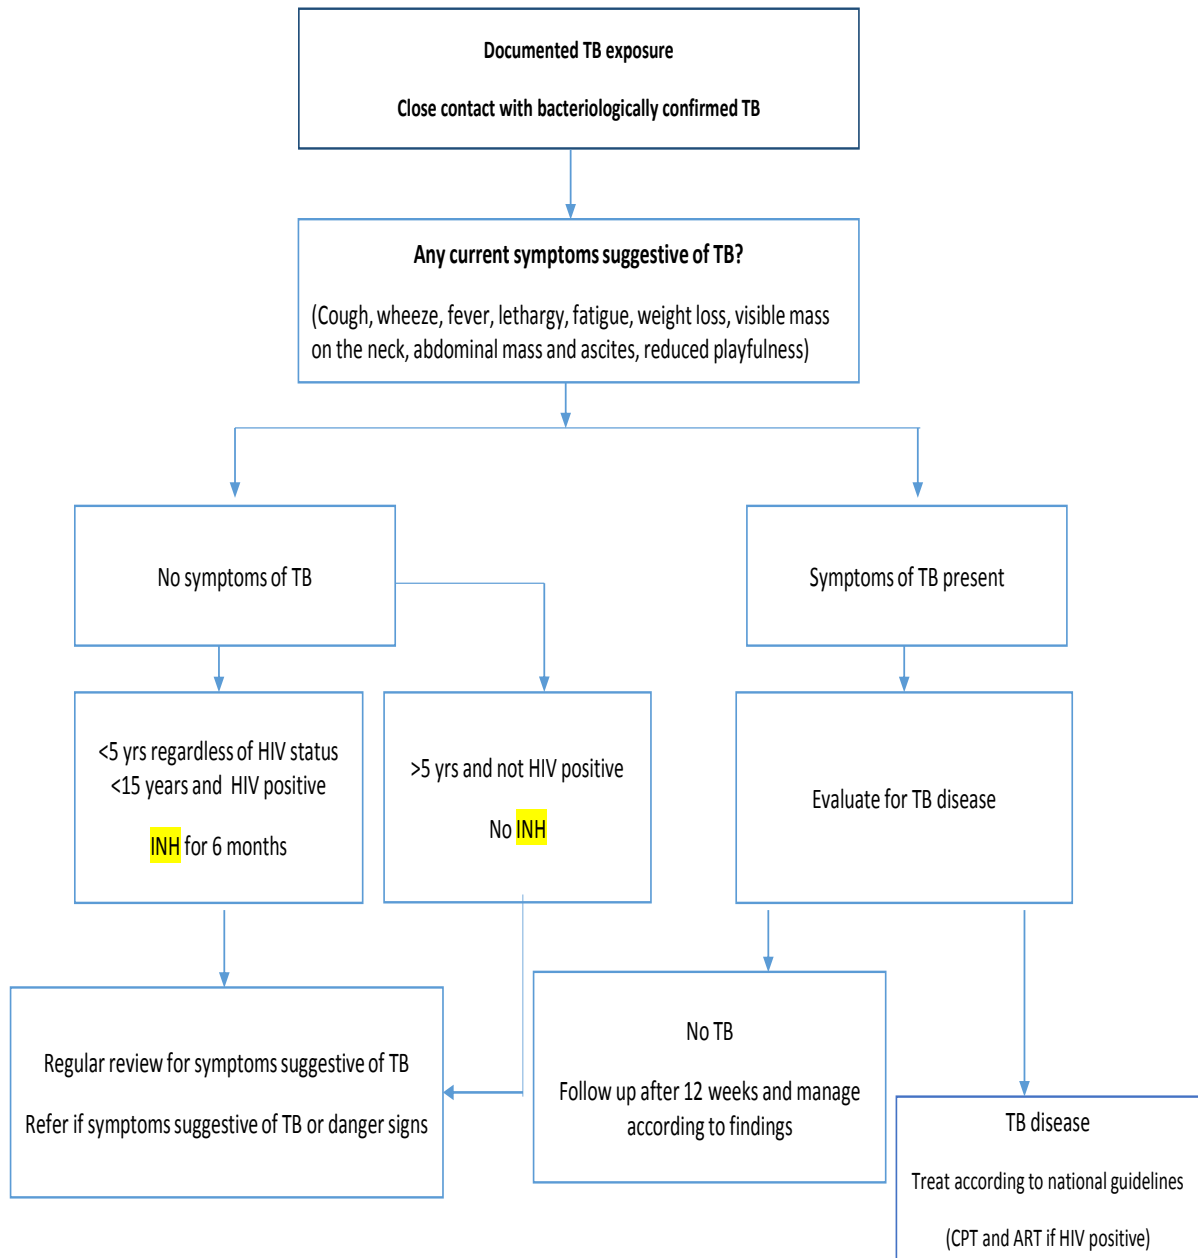 Documented TB exposure
Close contact with bacteriologically confirmed TB
Any current symptoms suggestive of TB?
(Cough, wheeze, fever, lethargy, fatigue, weight loss, visible mass
on the neck, abdominal mass and ascites, reduced playfulness)
No symptoms of TB
Symptoms of TB present
<5 yrs regardless of HIV status
<15 years and HIV positive
INH for 6 months
>5 yrs and not HIV positive
No INH
Evaluate for TB disease
Regular review for symptoms suggestive of TB
Refer if symptoms suggestive of TB or danger signs
No TB
Follow up after 12 weeks and manage
according to findings
TB disease
Treat according to national guidelines
(CPT and ART if HIV positive)